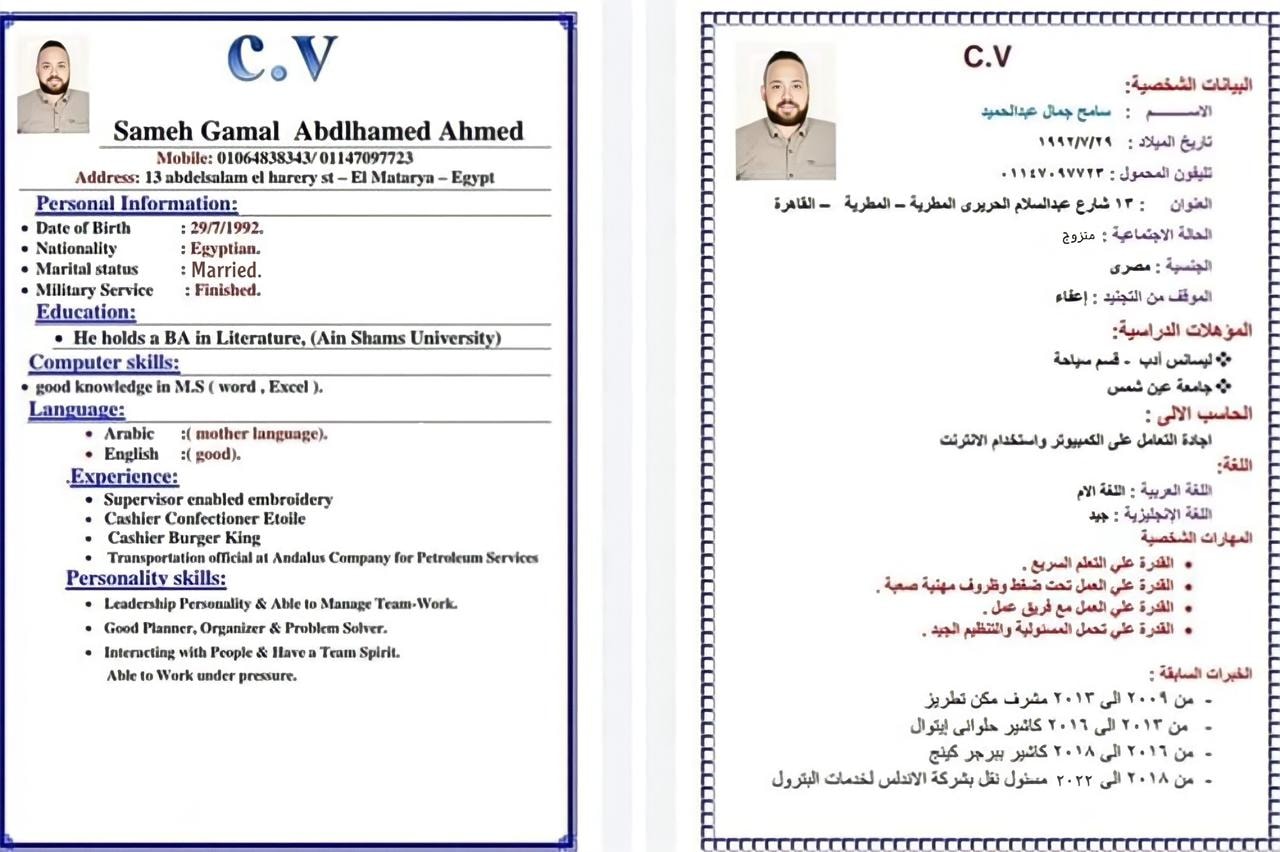 C.V
Sameh Gamal Abdlhamed Ahmed
Mobile: 01064838343/ 01147097723
Address: 13 abdelsalam el harery st – El Matarya – Egypt
Personal Information:
• Date of Birth : 29/7/1992.
• Nationality : Egyptian.
• Marital status : Married.
• Military Service : Finished.
Education:
• He holds a BA in Literature, (Ain Shams University)
Computer skills:
• good knowledge in M.S ( word , Excel ).
Language:
• Arabic :( mother language).
• English :( good).
.Experience:
• Supervisor enabled embroidery
• Cashier Confectioner Etoile
• Cashier Burger King
• Transportation official at Andalus Company for Petroleum Services
Personality skills:
• Leadership Personality & Able to Manage Team-Work.
• Good Planner, Organizer & Problem Solver.
• Interacting with People & Have a Team Spirit.
Able to Work under pressure.
C.V
البيانات الشخصية:
الاســـــــم : سامح جمال عبدالحميد
تاريخ الميلاد : ١٩٩٢/٧/٢٩
تليفون المحمول : ٠١١٤٧٠٩٧٧٢٣
العنوان : ١٣ شارع عبدالسلام الحريرى المطرية – المطرية – القاهرة
الحالة الاجتماعية : متزوج
الجنسية : مصرى
الموقف من التجنيد : إعفاء
المؤهلات الدراسية:
❖ ليسانس أدب - قسم سياحة
❖ جامعة عين شمس
الحاسب الالى :
اجادة التعامل على الكمبيوتر واستخدام الانترنت
اللغة:
اللغة العربية : اللغة الام
اللغة الإنجليزية : جيد
المهارات الشخصية
• القدرة علي التعلم السريع .
• القدرة علي العمل تحت ضغط وظروف مهنية صعبة .
• القدرة علي العمل مع فريق عمل .
• القدرة علي تحمل المسئولية والتنظيم الجيد .
الخبرات السابقة :
- من ٢٠٠٩ الى ٢٠١٣ مشرف مكن تطريز
- من ٢٠١٣ الى ٢٠١٦ كاشير حلوانى إيتوال
- من ٢٠١٦ الى ٢٠١٨ كاشير بيرجر كينج
- من ٢٠١٨ الى ٢٠٢٢ مسئول نقل بشركة الاندلس لخدمات البترول